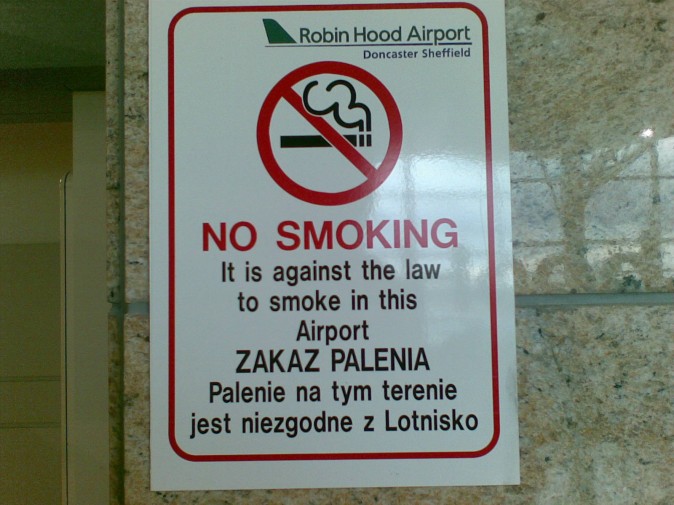 Robin Hood Airport
Doncaster Sheffield
NO SMOKING
It is against the law
to smoke in this
Airport
ZAKAZ PALENIA
Palenie na tym terenie
jest niezgodne z Lotnisko